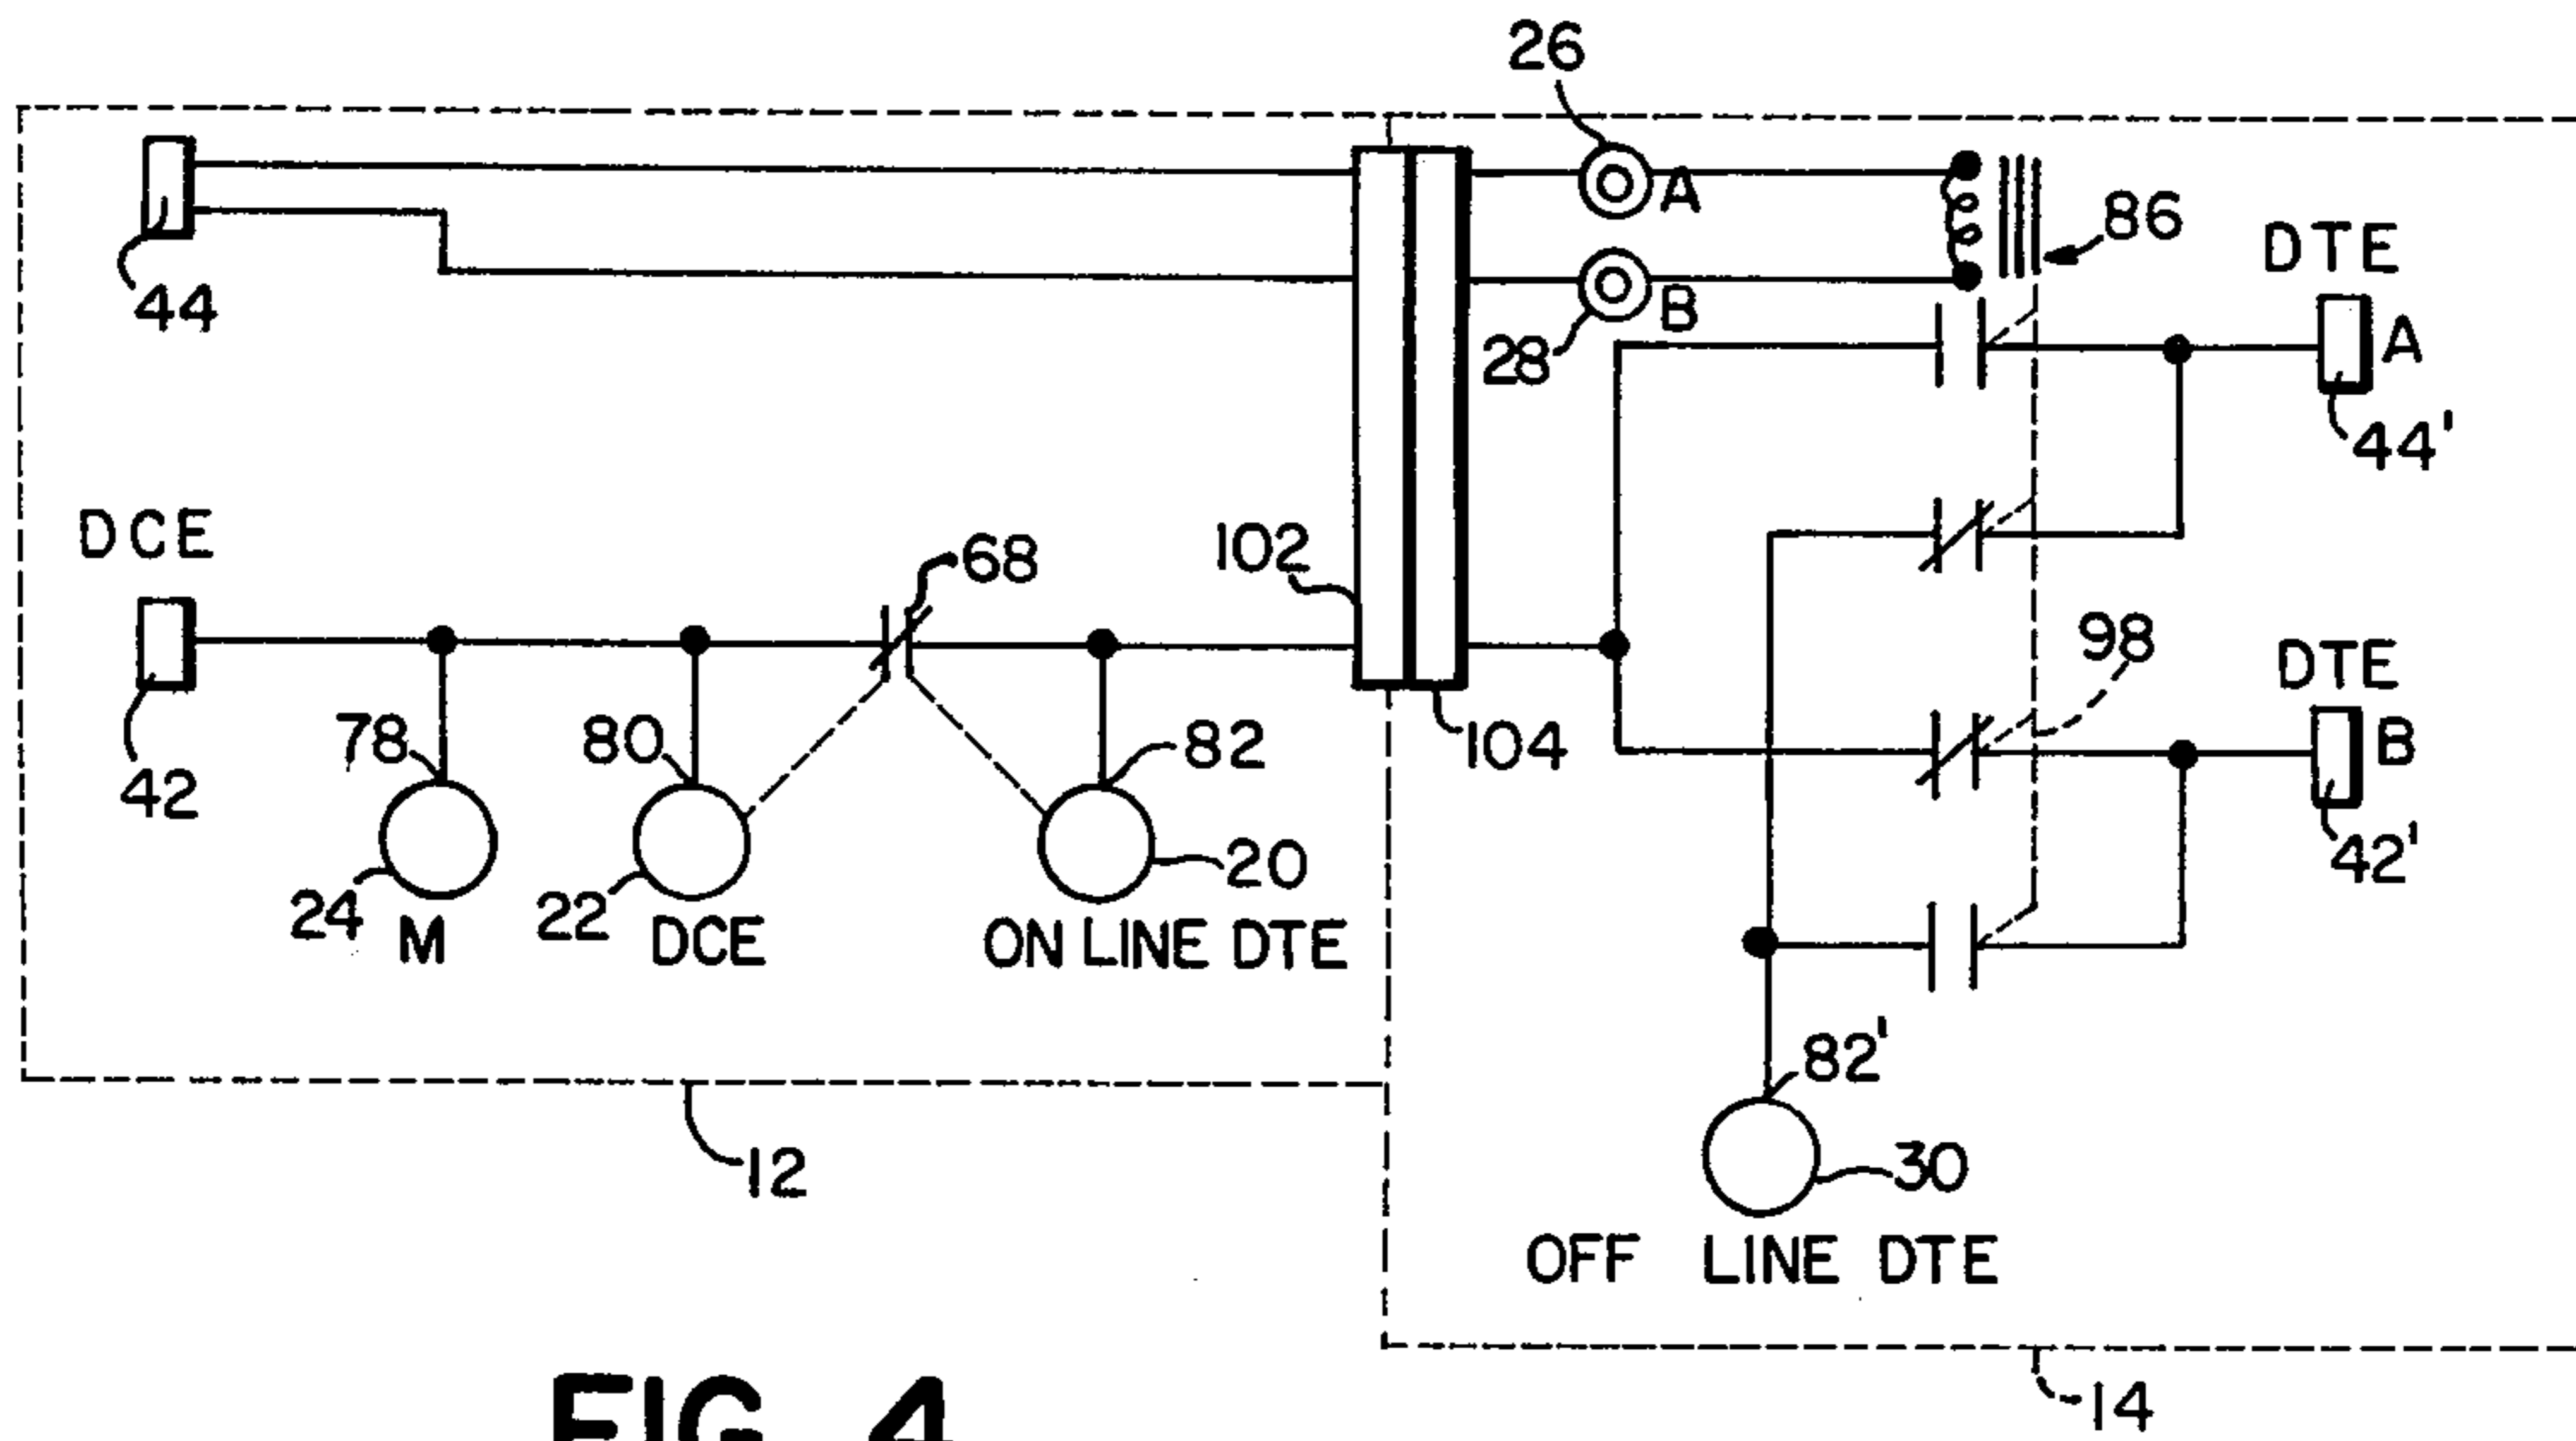 26
A
86
DTE
44
B
28
A
44'
DCE
68
102
98
DTE
B
78
80
82
104
42
20
42'
24
M
22
DCE
ON LINE DTE
82'
12
30
OFF LINE DTE
14
FIG. 4